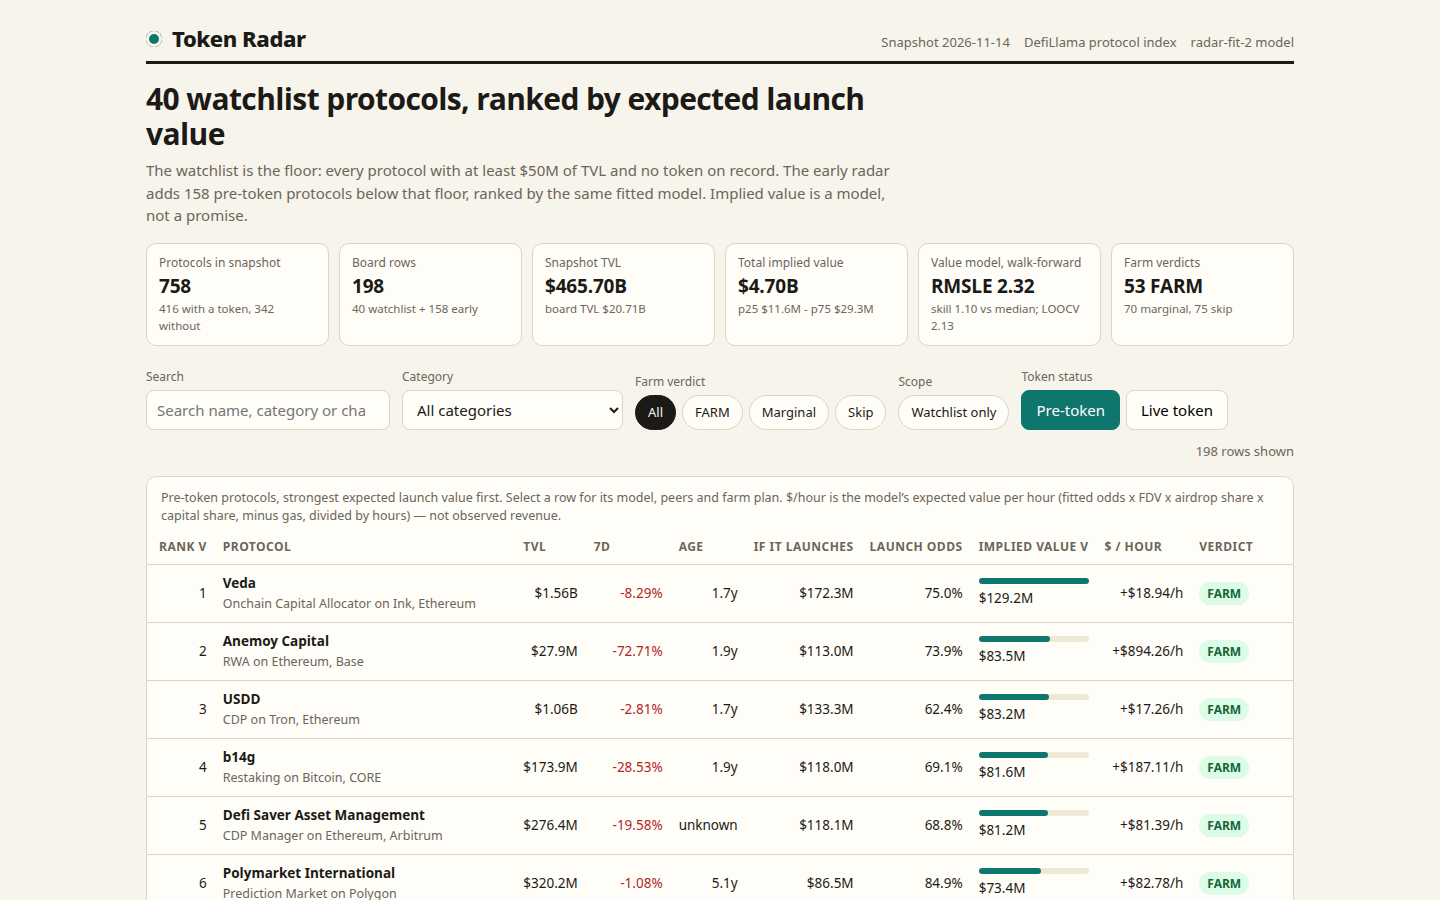 Token Radar
Snapshot 2026-11-14 DefiLlama protocol index radar-fit-2 model
40 watchlist protocols, ranked by expected launch
value
The watchlist is the floor: every protocol with at least $50M of TVL and no token on record. The early radar
adds 158 pre-token protocols below that floor, ranked by the same fitted model. Implied value is a model,
not a promise.
Protocols in snapshot
758
416 with a token, 342
without
Board rows
198
40 watchlist + 158 early
Snapshot TVL
$465.70B
board TVL $20.71B
Total implied value
$4.70B
p25 $11.6M - p75 $29.3M
Value model, walk-forward
RMSLE 2.32
skill 1.10 vs median; LOOCV
2.13
Farm verdicts
53 FARM
70 marginal, 75 skip
Search
Search name, category or cha
Category
All categories
Farm verdict
All FARM Marginal Skip
Scope
Watchlist only
Token status
Pre-token Live token
198 rows shown
Pre-token protocols, strongest expected launch value first. Select a row for its model, peers and farm plan. $/hour is the model's expected value per hour (fitted odds x FDV x airdrop share x
capital share, minus gas, divided by hours) — not observed revenue.
RANK V PROTOCOL TVL 7D AGE IF IT LAUNCHES LAUNCH ODDS IMPLIED VALUE V $ / HOUR VERDICT
1 Veda $1.56B -8.29% 1.7y $172.3M 75.0% $129.2M +$18.94/h FARM
Onchain Capital Allocator on Ink, Ethereum
2 Anemoy Capital $27.9M -72.71% 1.9y $113.0M 73.9% $83.5M +$894.26/h FARM
RWA on Ethereum, Base
3 USDD $1.06B -2.81% 1.7y $133.3M 62.4% $83.2M +$17.26/h FARM
CDP on Tron, Ethereum
4 b14g $173.9M -28.53% 1.9y $118.0M 69.1% $81.6M +$187.11/h FARM
Restaking on Bitcoin, CORE
5 Defi Saver Asset Management $276.4M -19.58% unknown $118.1M 68.8% $81.2M +$81.39/h FARM
CDP Manager on Ethereum, Arbitrum
6 Polymarket International $320.2M -1.08% 5.1y $86.5M 84.9% $73.4M +$82.78/h FARM
Prediction Market on Polygon